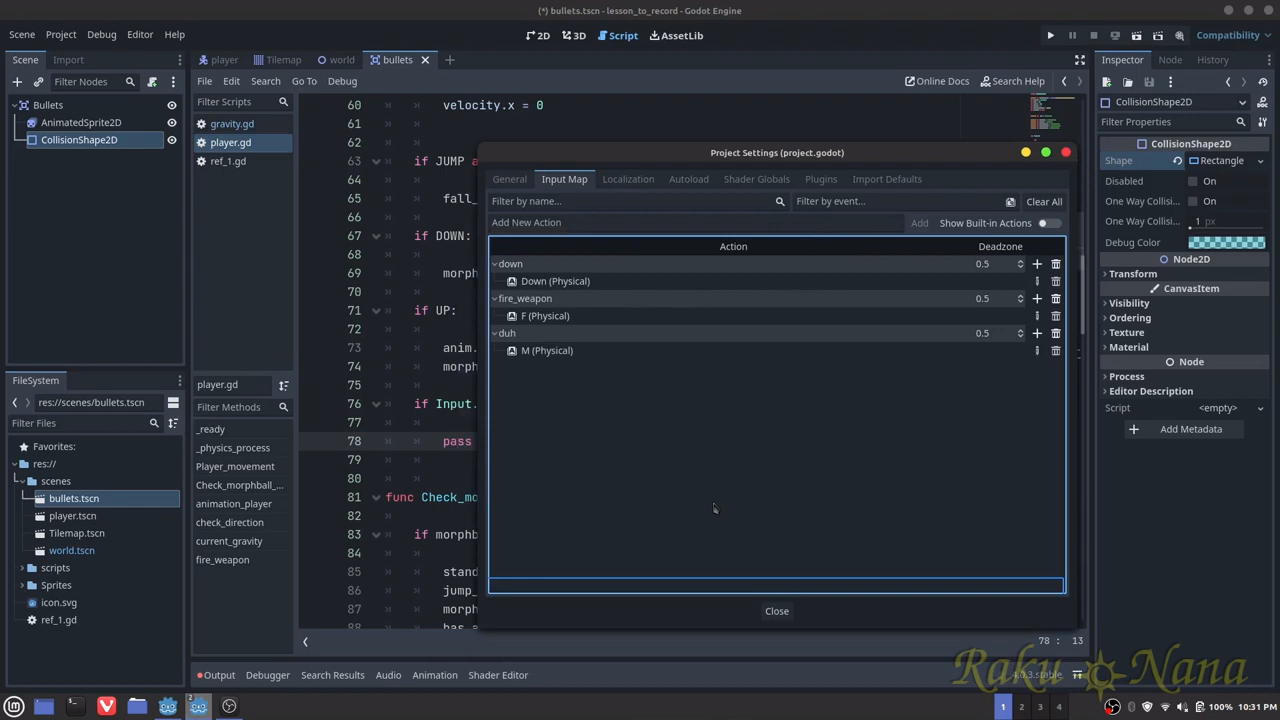 (*) bullets.tscn - lesson_to_record - Godot Engine
Scene Project Debug Editor Help
2D 3D Script AssetLib
Compatibility
Scene Import
player Tilemap world bullets
Inspector Node History
Filter Nodes
File Edit Search Go To Debug
Online Docs Search Help
Bullets
AnimatedSprite2D
CollisionShape2D
Filter Scripts
gravity.gd
player.gd
ref_1.gd
player.gd
Filter Methods
_ready
_physics_process
Player_movement
Check_morphball_...
animation_player
check_direction
current_gravity
fire_weapon
60 velocity.x = 0
61
62
63 if JUMP a
64
65 fall_
66
67 if DOWN:
68
69 morph
70
71 if UP:
72
73 anim.
74 morph
75
76 if Input.
77
78 pass
79
80
81 func Check_mo
82
83 if morphb
84
85 stand
86 jump_
87 morph
88 has_a
Project Settings (project.godot)
General Input Map Localization Autoload Shader Globals Plugins Import Defaults
Filter by name... Filter by event... Clear All
Add New Action Add Show Built-in Actions
Action Deadzone
down 0.5
Down (Physical)
fire_weapon 0.5
F (Physical)
duh 0.5
M (Physical)
Close
78 : 13
CollisionShape2D
Filter Properties
CollisionShape2D
Shape Rectangle
Disabled On
One Way Collisi... On
One Way Collisi... 1 px
Debug Color
Node2D
Transform
CanvasItem
Visibility
Ordering
Texture
Material
Node
Process
Editor Description
Script <empty>
Add Metadata
FileSystem
res://scenes/bullets.tscn
Filter Files
Favorites:
res://
scenes
bullets.tscn
player.tscn
Tilemap.tscn
world.tscn
scripts
Sprites
icon.svg
ref_1.gd
Output Debugger Search Results Audio Animation Shader Editor
4.0.3.stable
Raku Nana
2
1 2 3 4
100% 10:31 PM